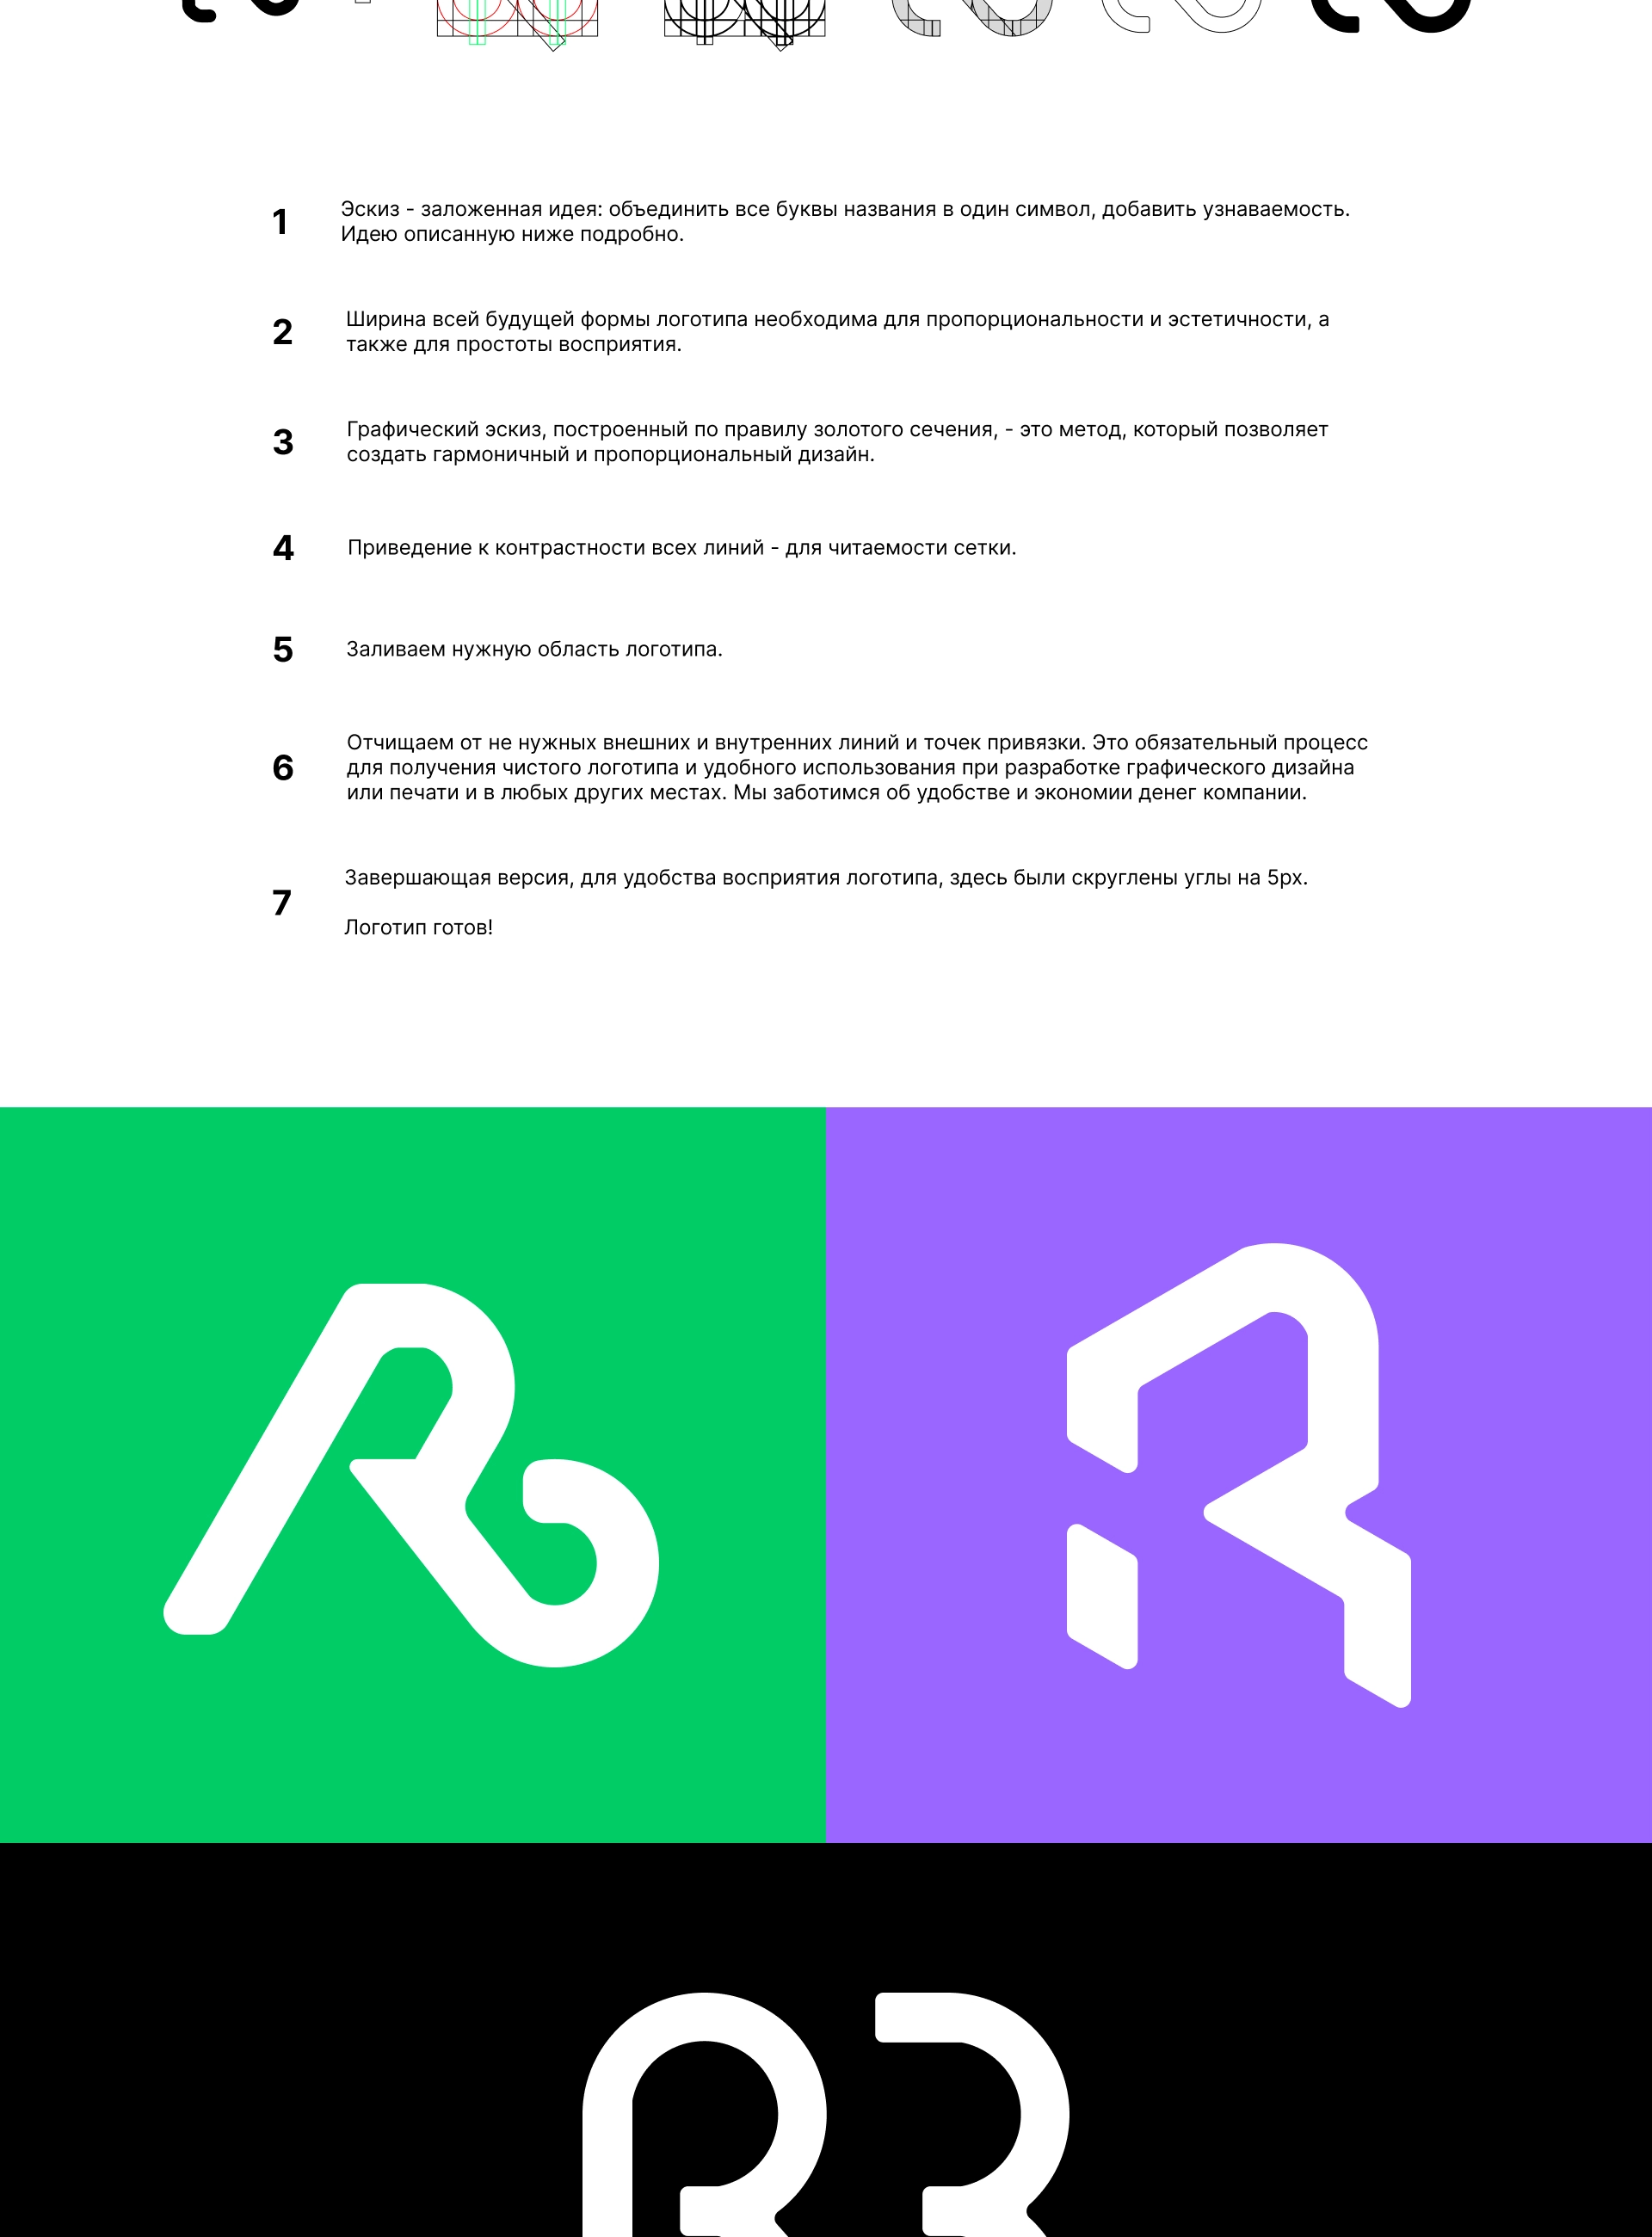 1
Эскиз - заложенная идея: объединить все буквы названия в один символ, добавить узнаваемость.
Идею описанную ниже подробно.
2
Ширина всей будущей формы логотипа необходима для пропорциональности и эстетичности, а
также для простоты восприятия.
3
Графический эскиз, построенный по правилу золотого сечения, - это метод, который позволяет
создать гармоничный и пропорциональный дизайн.
4
Приведение к контрастности всех линий - для читаемости сетки.
5
Заливаем нужную область логотипа.
6
Отчищаем от не нужных внешних и внутренних линий и точек привязки. Это обязательный процесс
для получения чистого логотипа и удобного использования при разработке графического дизайна
или печати и в любых других местах. Мы заботимся об удобстве и экономии денег компании.
7
Завершающая версия, для удобства восприятия логотипа, здесь были скруглены углы на 5px.
Логотип готов!